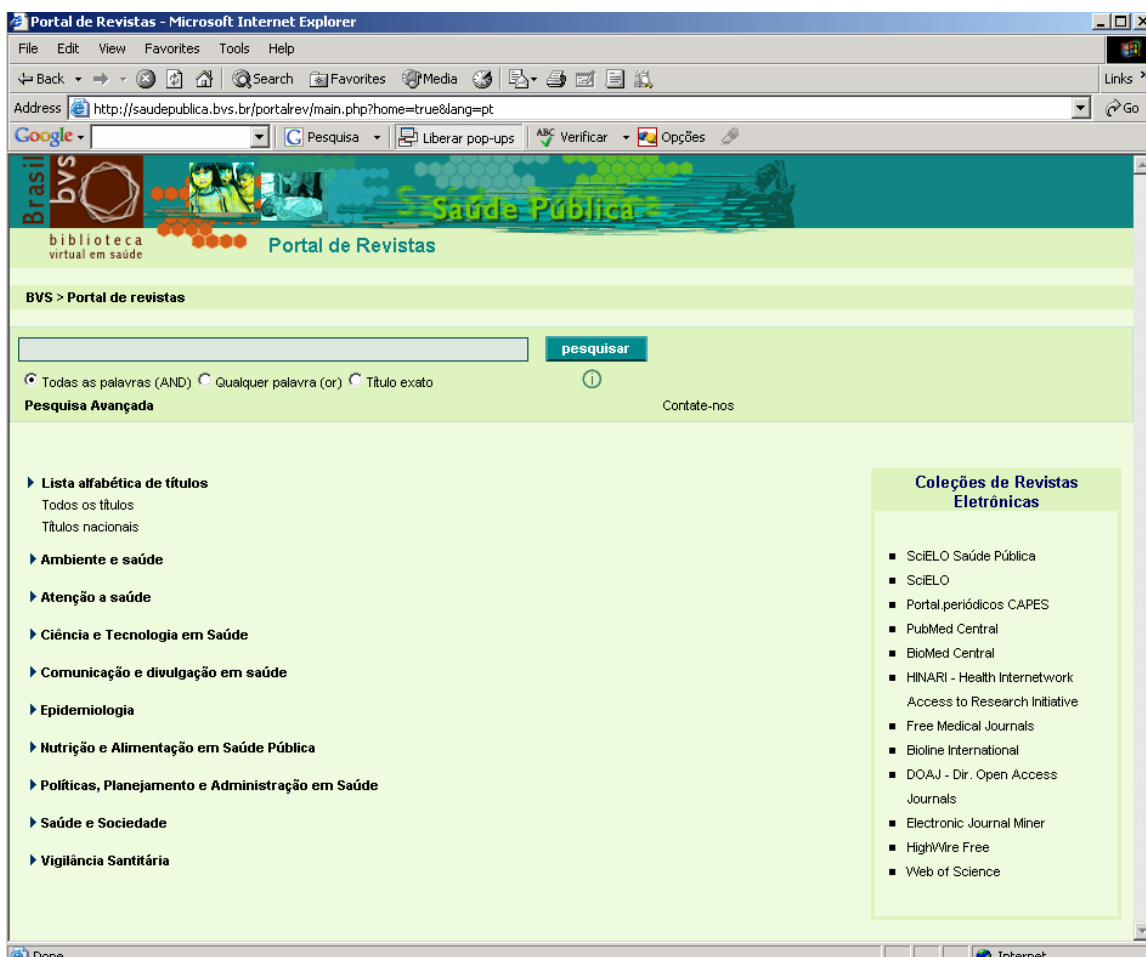 Portal de Revistas - Microsoft Internet Explorer
File Edit View Favorites Tools Help
Back Search Favorites Media Links
Address http://saudepublica.bvs.br/portalrev/main.php?home=true&lang=pt Go
Google Pesquisa Liberar pop-ups ABC Verificar Opções
Brasil
bvs
Saúde Pública
biblioteca
virtual em saúde
Portal de Revistas
BVS > Portal de revistas
pesquisar
Todas as palavras (AND) Qualquer palavra (or) Título exato
Pesquisa Avançada
Contate-nos
Lista alfabética de títulos
Todos os títulos
Títulos nacionais
Ambiente e saúde
Atenção a saúde
Ciência e Tecnologia em Saúde
Comunicação e divulgação em saúde
Epidemiologia
Nutrição e Alimentação em Saúde Pública
Políticas, Planejamento e Administração em Saúde
Saúde e Sociedade
Vigilância Santitária
Coleções de Revistas
Eletrônicas
SciELO Saúde Pública
SciELO
Portal.periódicos CAPES
PubMed Central
BioMed Central
HINARI - Health Internetwork
Access to Research Initiative
Free Medical Journals
Bioline International
DOAJ - Dir. Open Access
Journals
Electronic Journal Miner
HighWire Free
Web of Science
Done
Internet